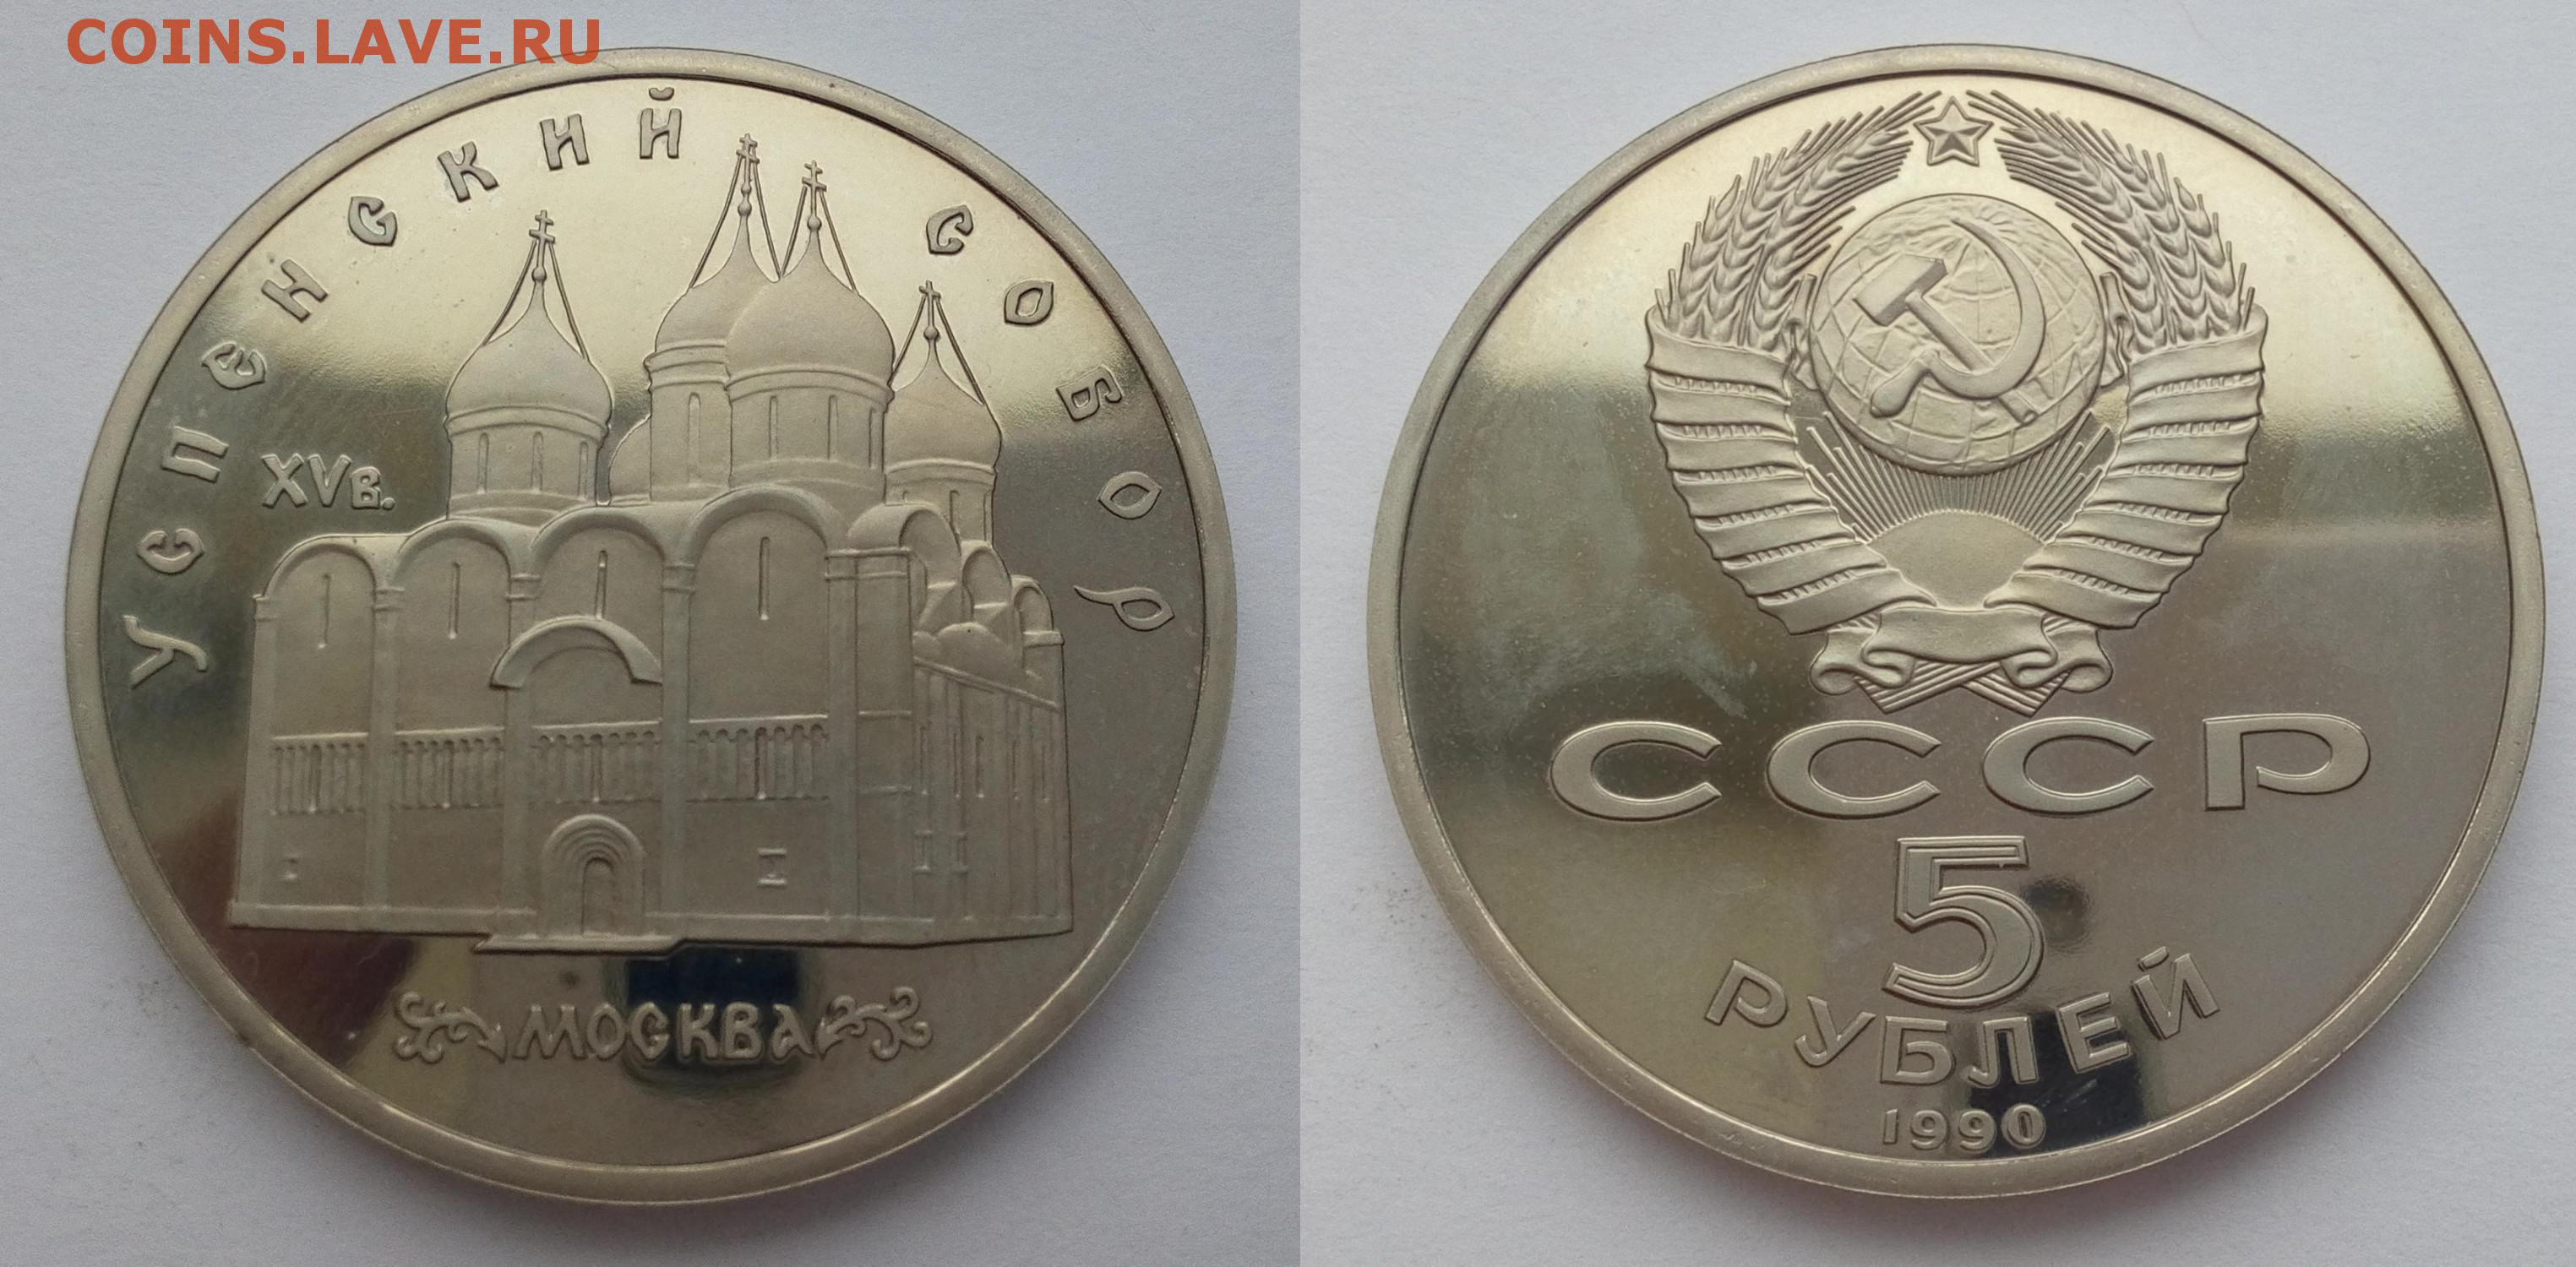 COINS.LAVE.RU
УСПЕНСКИЙ СОБОР
XVв.
МОСКВА
СССР
5
РУБЛЕЙ
1990